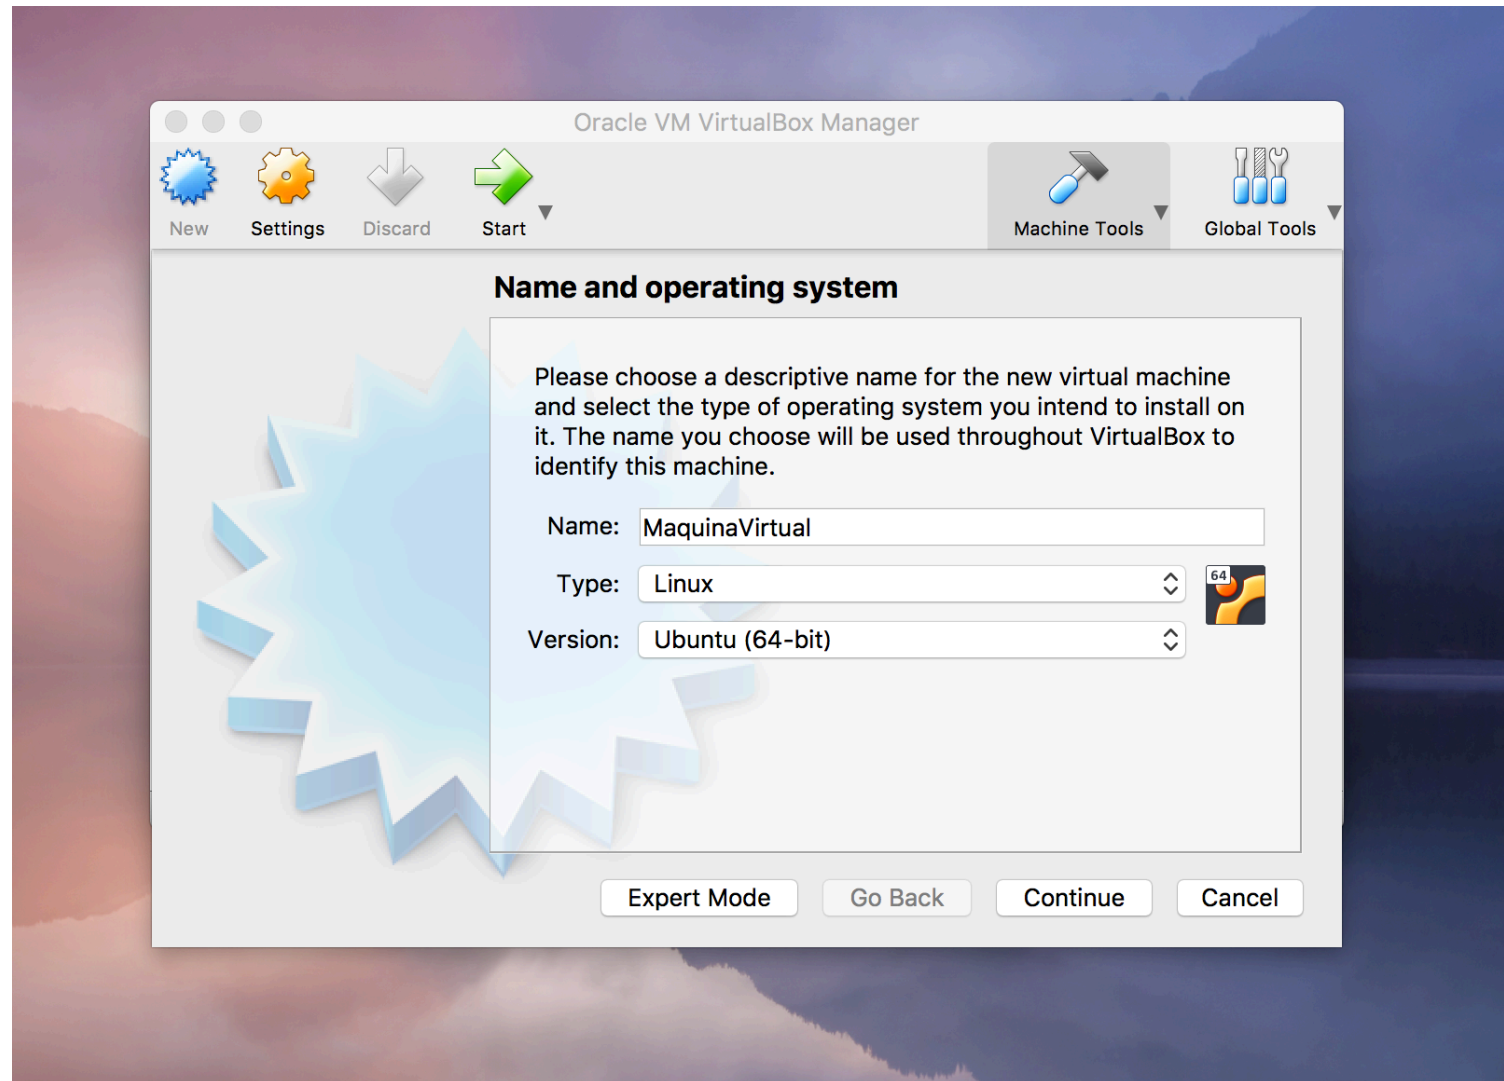 Oracle VM VirtualBox Manager
New
Settings
Discard
Start
Machine Tools
Global Tools
Name and operating system
Please choose a descriptive name for the new virtual machine
and select the type of operating system you intend to install on
it. The name you choose will be used throughout VirtualBox to
identify this machine.
Name: MaquinaVirtual
Type: Linux
64
Version: Ubuntu (64-bit)
Expert Mode
Go Back
Continue
Cancel